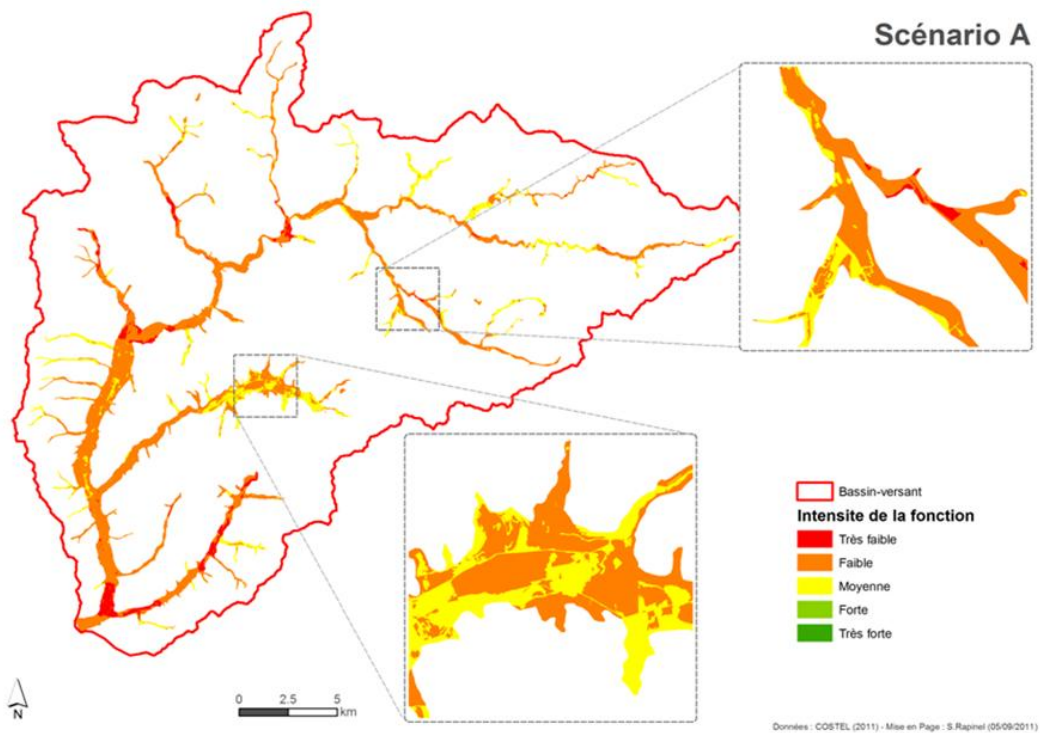 Scénario A
Bassin-versant
Intensite de la fonction
Très faible
Faible
Moyenne
Forte
Très forte
N
0 2.5 5
km
Données : COSTEL (2011) - Mise en Page : S.Rapinel (05/09/2011)